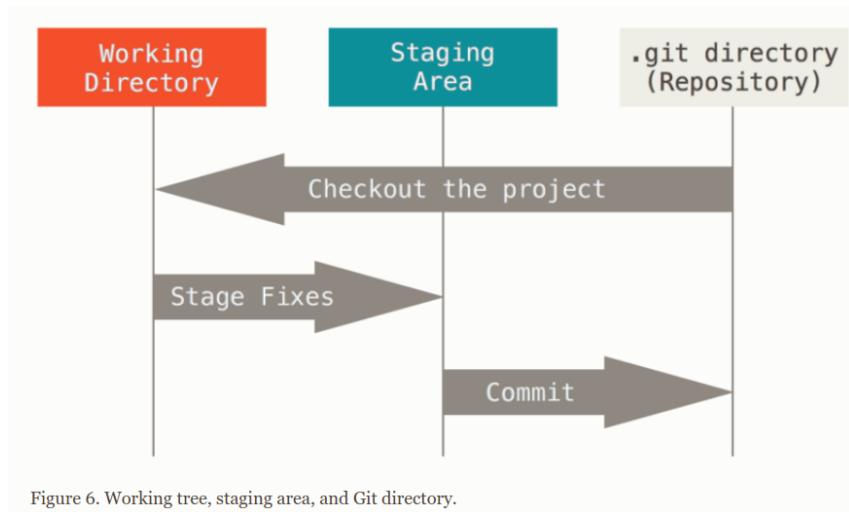 Working
Directory
Staging
Area
.git directory
(Repository)
Checkout the project
Stage Fixes
Commit
Figure 6. Working tree, staging area, and Git directory.